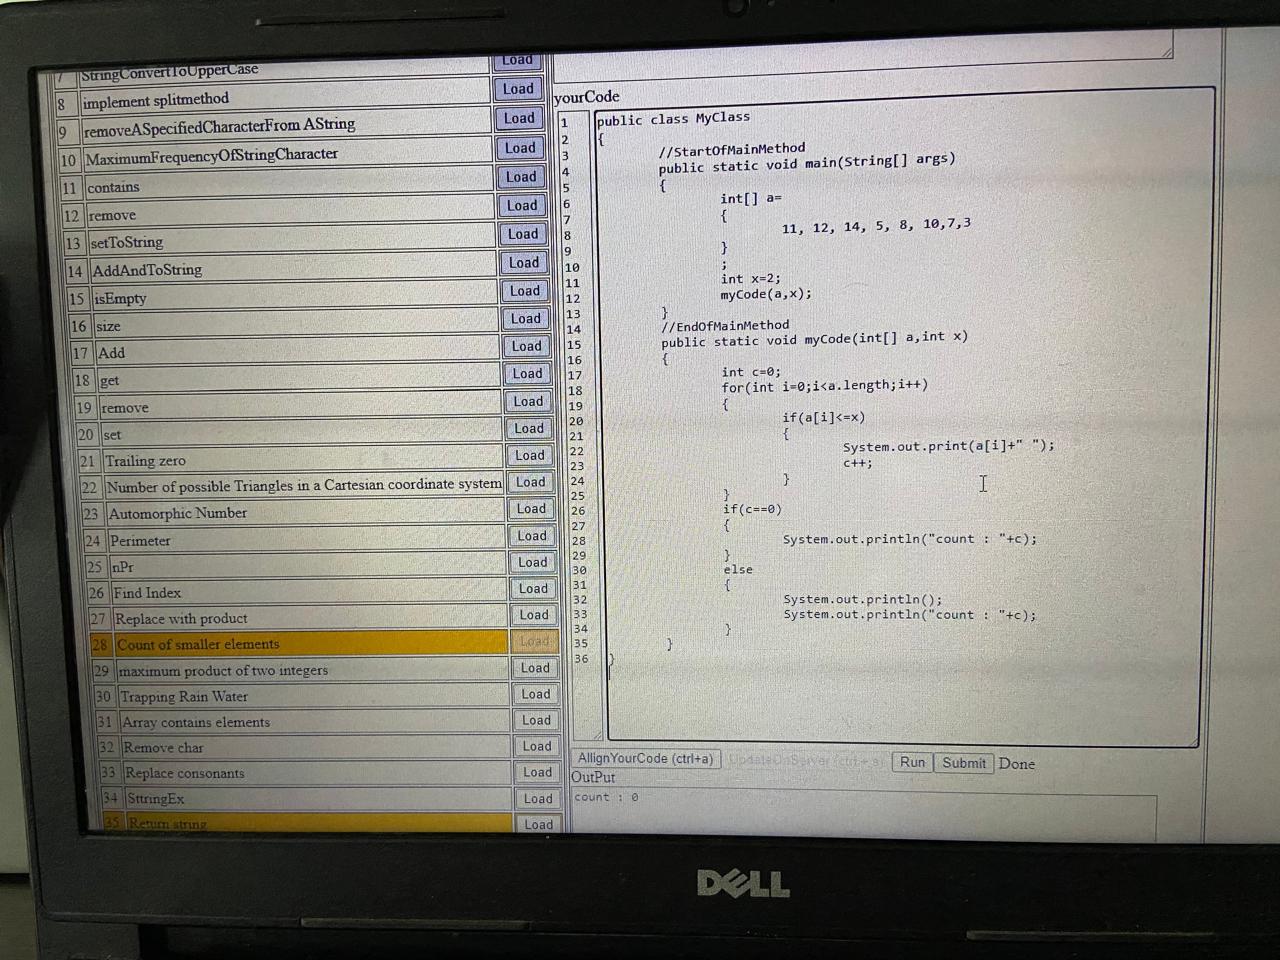 7 StringConvertToUpperCase Load
8 implement splitmethod Load
9 removeASpecifiedCharacterFrom AString Load
10 MaximumFrequencyOfStringCharacter Load
11 contains Load
12 remove Load
13 setToString Load
14 AddAndToString Load
15 isEmpty Load
16 size Load
17 Add Load
18 get Load
19 remove Load
20 set Load
21 Trailing zero Load
22 Number of possible Triangles in a Cartesian coordinate system Load
23 Automorphic Number Load
24 Perimeter Load
25 nPr Load
26 Find Index Load
27 Replace with product Load
28 Count of smaller elements Load
29 maximum product of two integers Load
30 Trapping Rain Water Load
31 Array contains elements Load
32 Remove char Load
33 Replace consonants Load
34 SttringEx Load
35 Return string Load
yourCode
1 public class MyClass
2 {
3 //StartOfMainMethod
4 public static void main(String[] args)
5 {
6 int[] a=
7 {
8 11, 12, 14, 5, 8, 10,7,3
9 }
10 ;
11 int x=2;
12 myCode(a,x);
13 }
14 //EndOfMainMethod
15 public static void myCode(int[] a,int x)
16 {
17 int c=0;
18 for(int i=0;i<a.length;i++)
19 {
20 if(a[i]<=x)
21 {
22 System.out.print(a[i]+" ");
23 c++;
24 }
25 }
26 if(c==0)
27 {
28 System.out.println("count : "+c);
29 }
30 else
31 {
32 System.out.println();
33 System.out.println("count : "+c);
34 }
35 }
36 }
AllignYourCode (ctrl+a) UpdateOnServer (ctrl+s) Run Submit Done
OutPut
count : 0
DELL